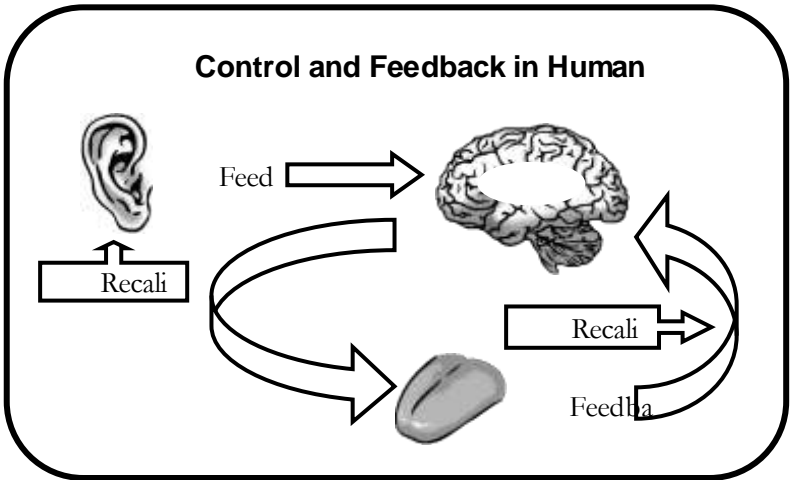 Control and Feedback in Human
Feed
Recali
Recali
Feedba